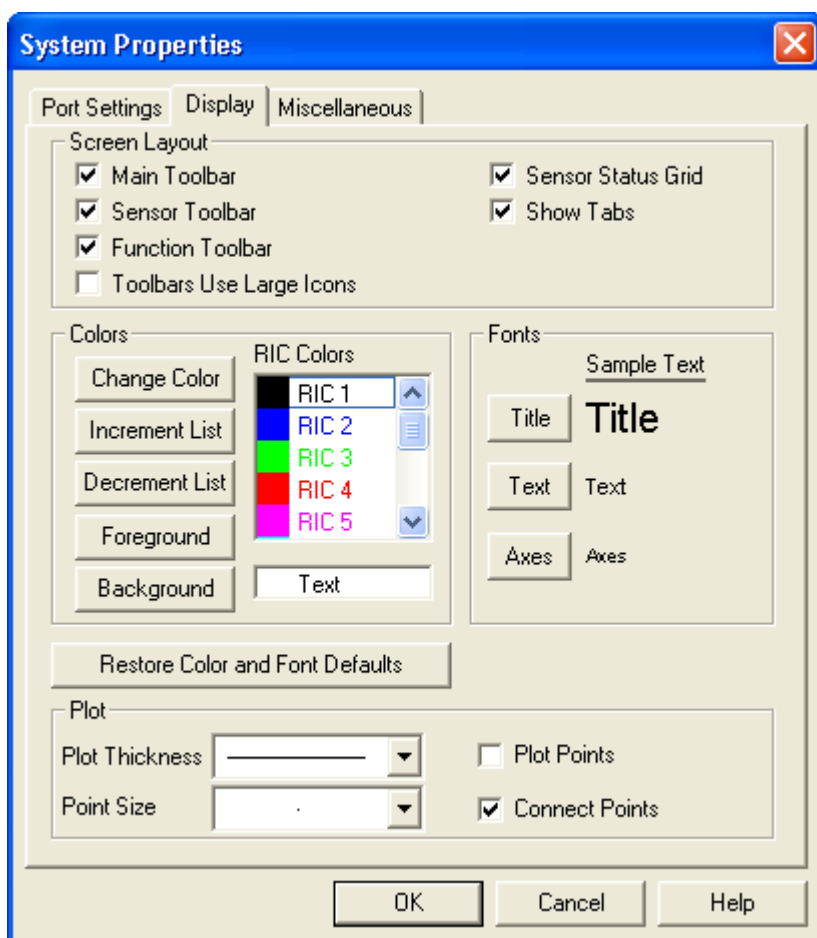 System Properties
Port Settings Display Miscellaneous
Screen Layout
Main Toolbar
Sensor Toolbar
Function Toolbar
Toolbars Use Large Icons
Sensor Status Grid
Show Tabs
Colors
Change Color
Increment List
Decrement List
Foreground
Background
RIC Colors
RIC 1
RIC 2
RIC 3
RIC 4
RIC 5
Text
Fonts
Sample Text
Title Title
Text Text
Axes Axes
Restore Color and Font Defaults
Plot
Plot Thickness
Point Size
Plot Points
Connect Points
OK Cancel Help